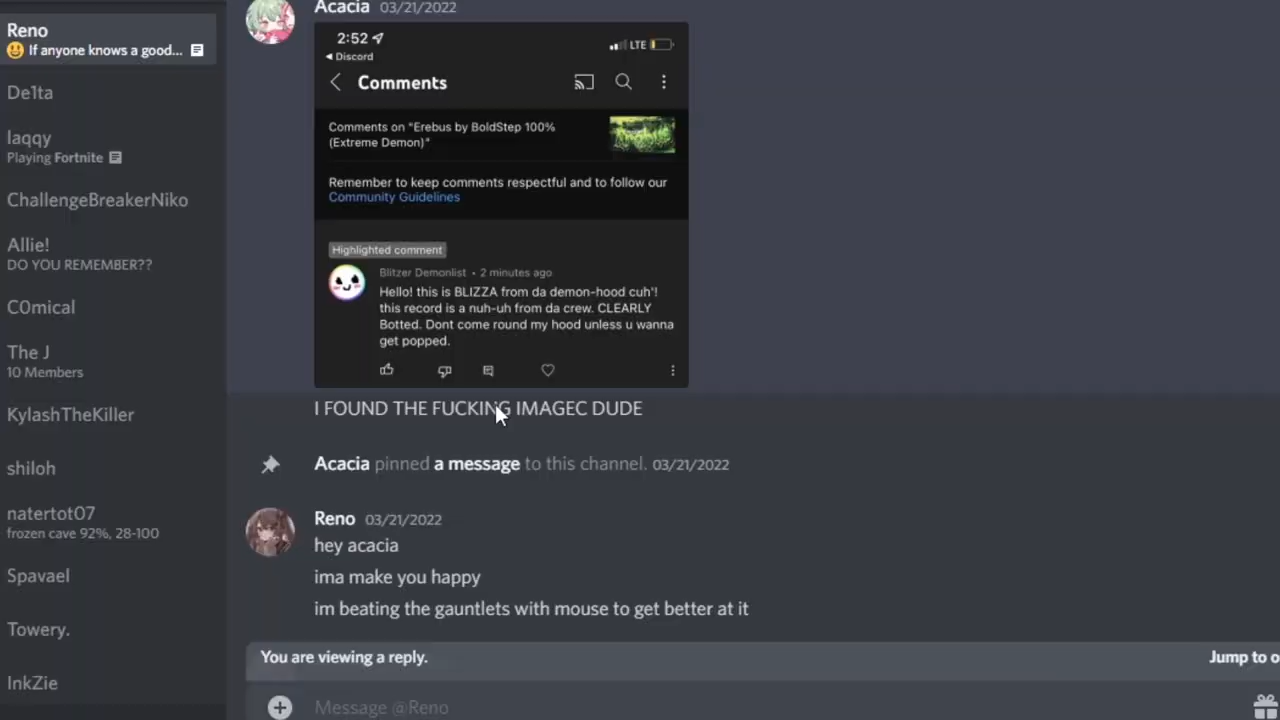 Reno
If anyone knows a good...
De1ta
laqqy
Playing Fortnite
ChallengeBreakerNiko
Allie!
DO YOU REMEMBER??
C0mical
The J
10 Members
KylashTheKiller
shiloh
natertot07
frozen cave 92%, 28-100
Spavael
Towery.
InkZie
Acacia 03/21/2022
2:52
LTE
Discord
Comments
Comments on "Erebus by BoldStep 100%
(Extreme Demon)"
Remember to keep comments respectful and to follow our
Community Guidelines
Highlighted comment
Blitzer Demonlist • 2 minutes ago
Hello! this is BLIZZA from da demon-hood cuh'!
this record is a nuh-uh from da crew. CLEARLY
Botted. Dont come round my hood unless u wanna
get popped.
I FOUND THE FUCKING IMAGEC DUDE
Acacia pinned a message to this channel. 03/21/2022
Reno 03/21/2022
hey acacia
ima make you happy
im beating the gauntlets with mouse to get better at it
You are viewing a reply.
Jump to o
Message @Reno